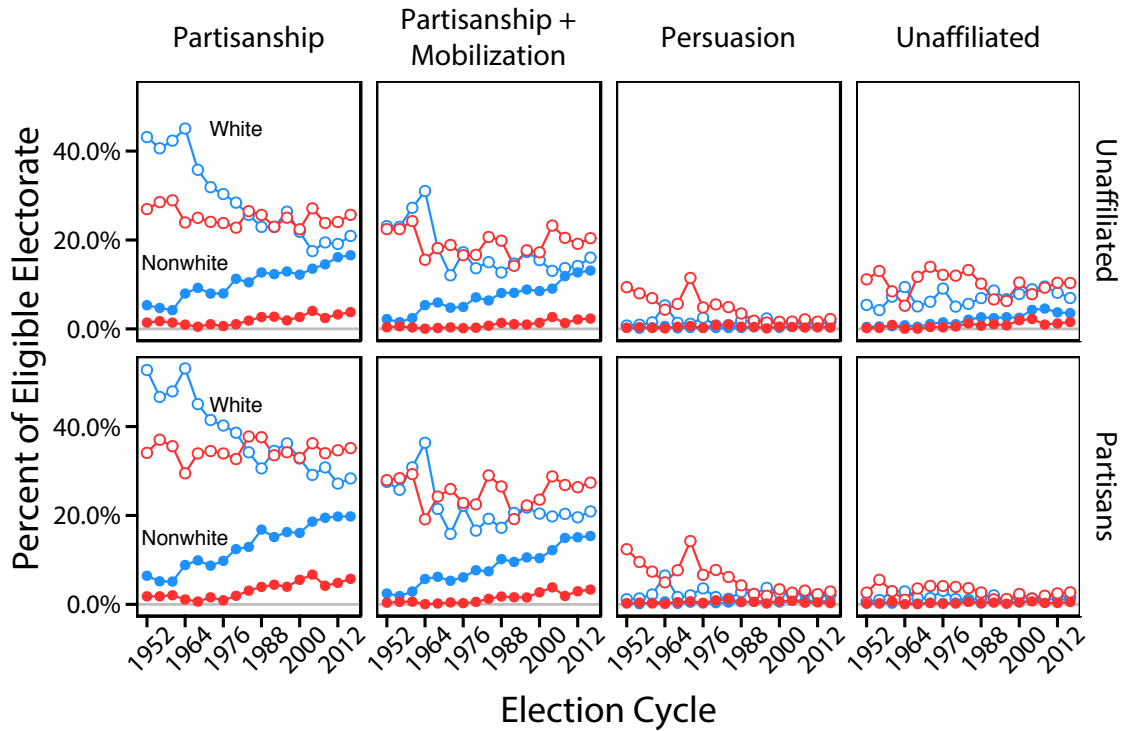 Partisanship
Partisanship +
Mobilization
Persuasion
Unaffiliated
Percent of Eligible Electorate
40.0%
20.0%
0.0%
White
Nonwhite
Unaffiliated
40.0%
20.0%
0.0%
White
Nonwhite
Partisans
1952 1964 1976 1988 2000 2012
1952 1964 1976 1988 2000 2012
1952 1964 1976 1988 2000 2012
1952 1964 1976 1988 2000 2012
Election Cycle